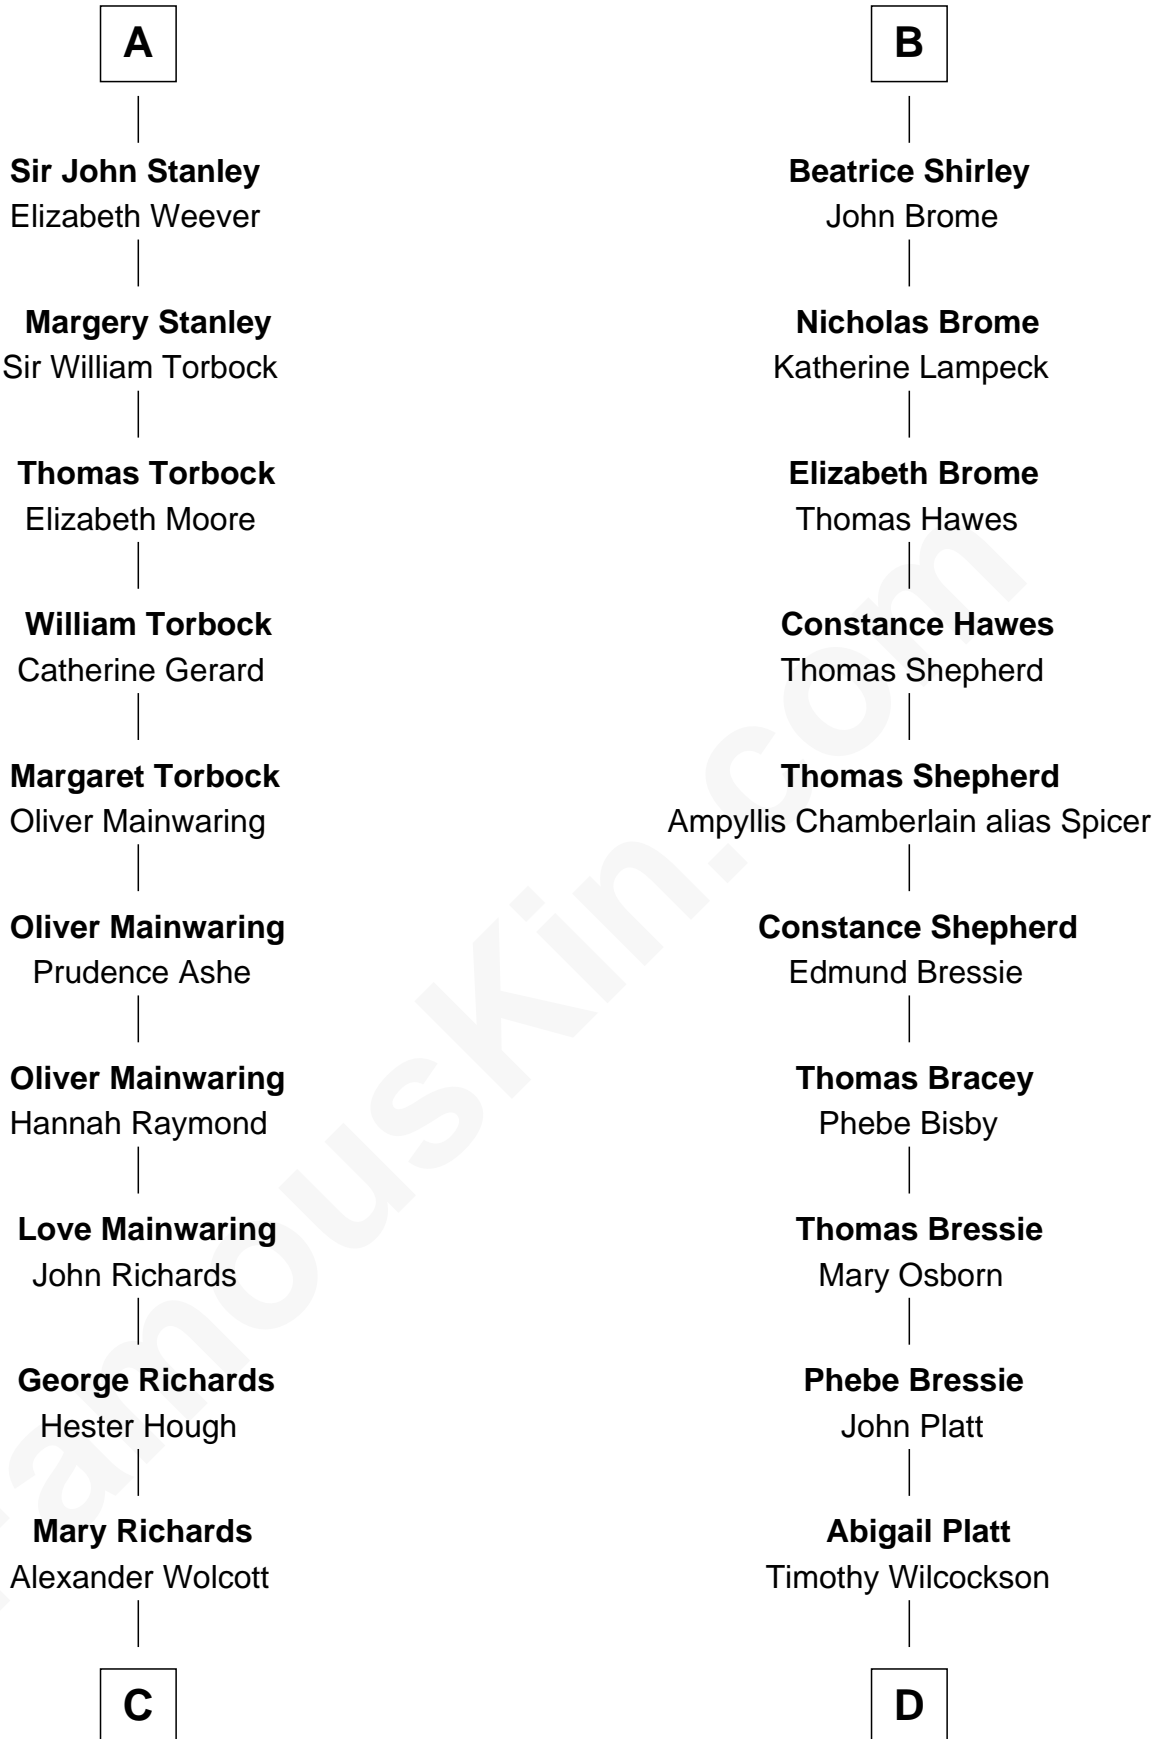 A
Sir John Stanley
Elizabeth Weever
Margery Stanley
Sir William Torbock
Thomas Torbock
Elizabeth Moore
William Torbock
Catherine Gerard
Margaret Torbock
Oliver Mainwaring
Oliver Mainwaring
Prudence Ashe
Oliver Mainwaring
Hannah Raymond
Love Mainwaring
John Richards
George Richards
Hester Hough
Mary Richards
Alexander Wolcott
C
B
Beatrice Shirley
John Brome
Nicholas Brome
Katherine Lampeck
Elizabeth Brome
Thomas Hawes
Constance Hawes
Thomas Shepherd
Thomas Shepherd
Ampyllis Chamberlain alias Spicer
Constance Shepherd
Edmund Bressie
Thomas Bracey
Phebe Bisby
Thomas Bressie
Mary Osborn
Phebe Bressie
John Platt
Abigail Platt
Timothy Wilcockson
D
FamousKin.com